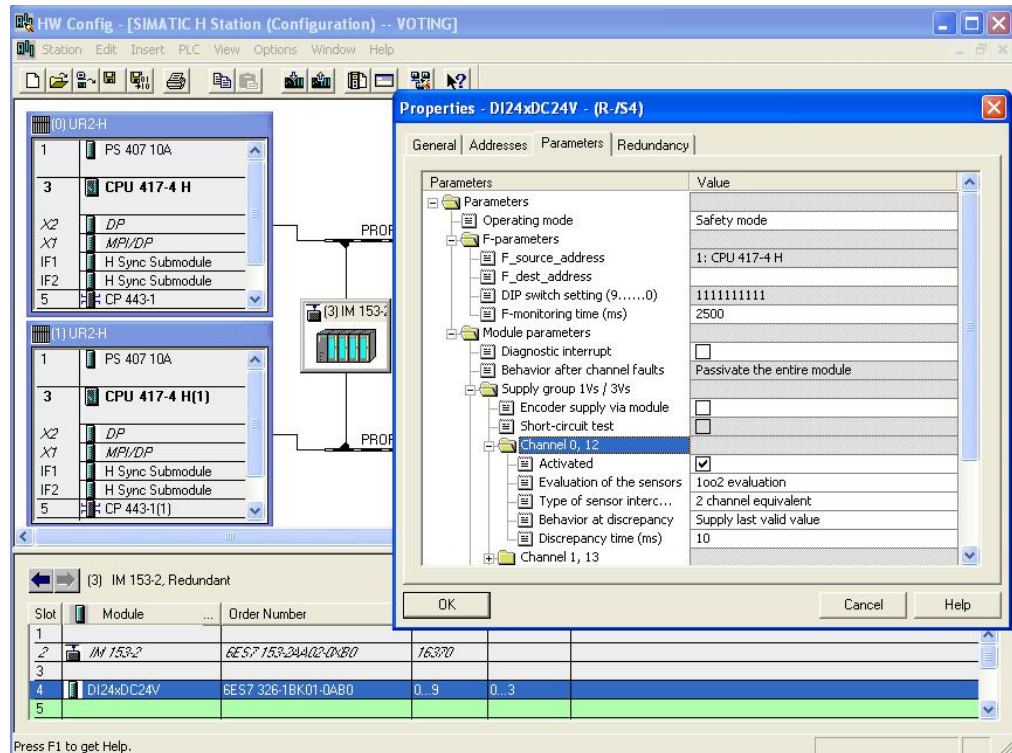 HW Config - [SIMATIC H Station (Configuration) -- VOTING]
Station Edit Insert PLC View Options Window Help
(0) UR2-H
1 PS 407 10A
3 CPU 417-4 H
X2 DP
X1 MPI/DP
IF1 H Sync Submodule
IF2 H Sync Submodule
5 CP 443-1
(1) UR2-H
1 PS 407 10A
3 CPU 417-4 H(1)
X2 DP
X1 MPI/DP
IF1 H Sync Submodule
IF2 H Sync Submodule
5 CP 443-1(1)
PROF
(3) IM 153-2
PROF
Properties - DI24xDC24V - (R-/S4)
General Addresses Parameters Redundancy
Parameters Value
Parameters
Operating mode Safety mode
F-parameters
F_source_address 1: CPU 417-4 H
F_dest_address
DIP switch setting (9......0) 1111111111
F-monitoring time (ms) 2500
Module parameters
Diagnostic interrupt
Behavior after channel faults Passivate the entire module
Supply group 1Vs / 3Vs
Encoder supply via module
Short-circuit test
Channel 0, 12
Activated
Evaluation of the sensors 1oo2 evaluation
Type of sensor interc... 2 channel equivalent
Behavior at discrepancy Supply last valid value
Discrepancy time (ms) 10
Channel 1, 13
OK Cancel Help
(3) IM 153-2, Redundant
Slot Module ... Order Number
1
2 IM 153-2 6ES7 153-2AA02-0XB0 16370
3
4 DI24xDC24V 6ES7 326-1BK01-0AB0 0...9 0...3
5
Press F1 to get Help.